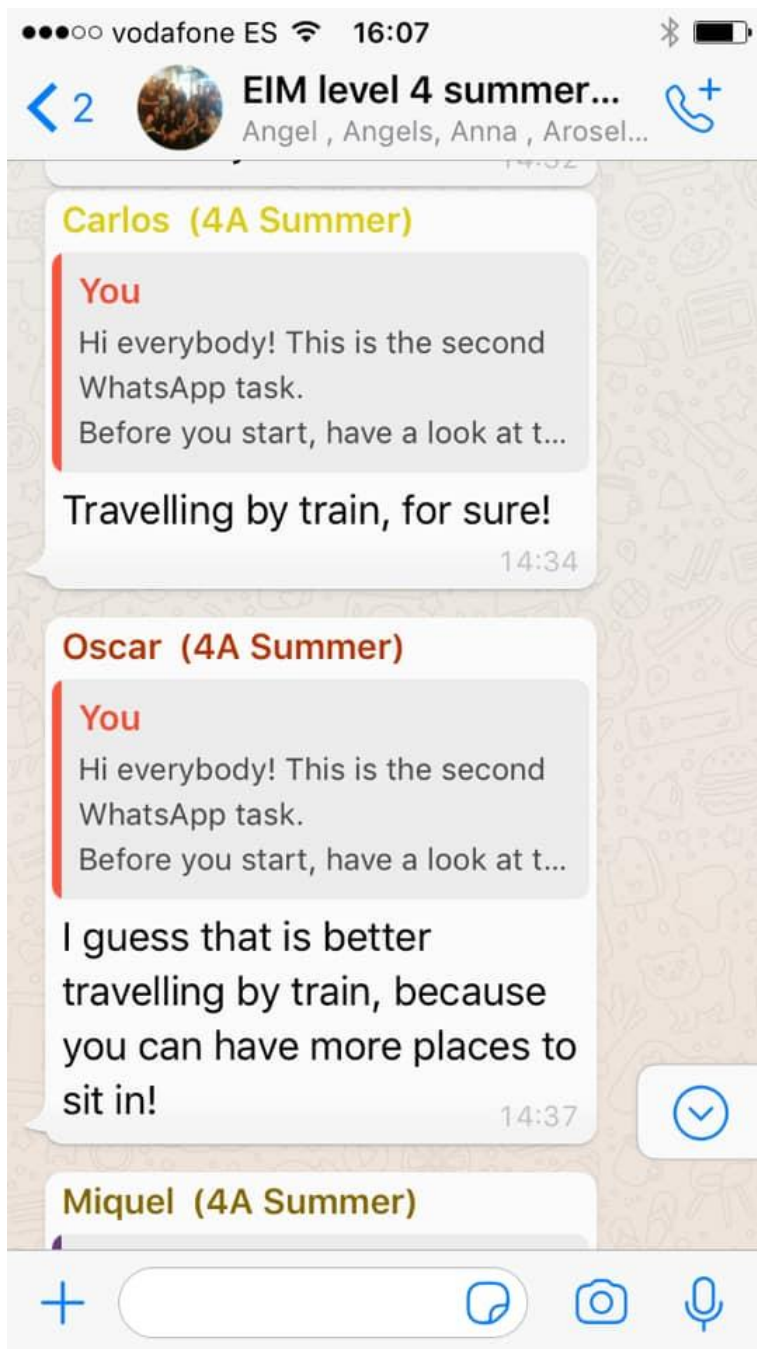 vodafone ES 16:07
2 EIM level 4 summer...
Angel , Angels, Anna , Arosel...
Carlos (4A Summer)
You
Hi everybody! This is the second
WhatsApp task.
Before you start, have a look at t...
Travelling by train, for sure!
14:34
Oscar (4A Summer)
You
Hi everybody! This is the second
WhatsApp task.
Before you start, have a look at t...
I guess that is better
travelling by train, because
you can have more places to
sit in!
14:37
Miquel (4A Summer)